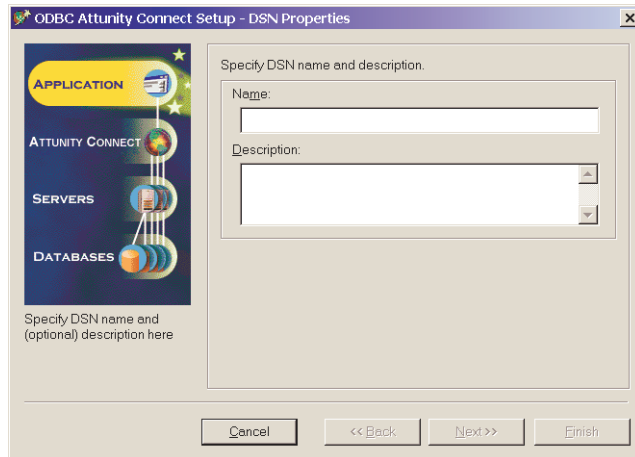 ODBC Attunity Connect Setup - DSN Properties
APPLICATION
ATTUNITY CONNECT
SERVERS
DATABASES
Specify DSN name and
(optional) description here
Specify DSN name and description.
Name:
Description:
Cancel
<< Back
Next >>
Finish